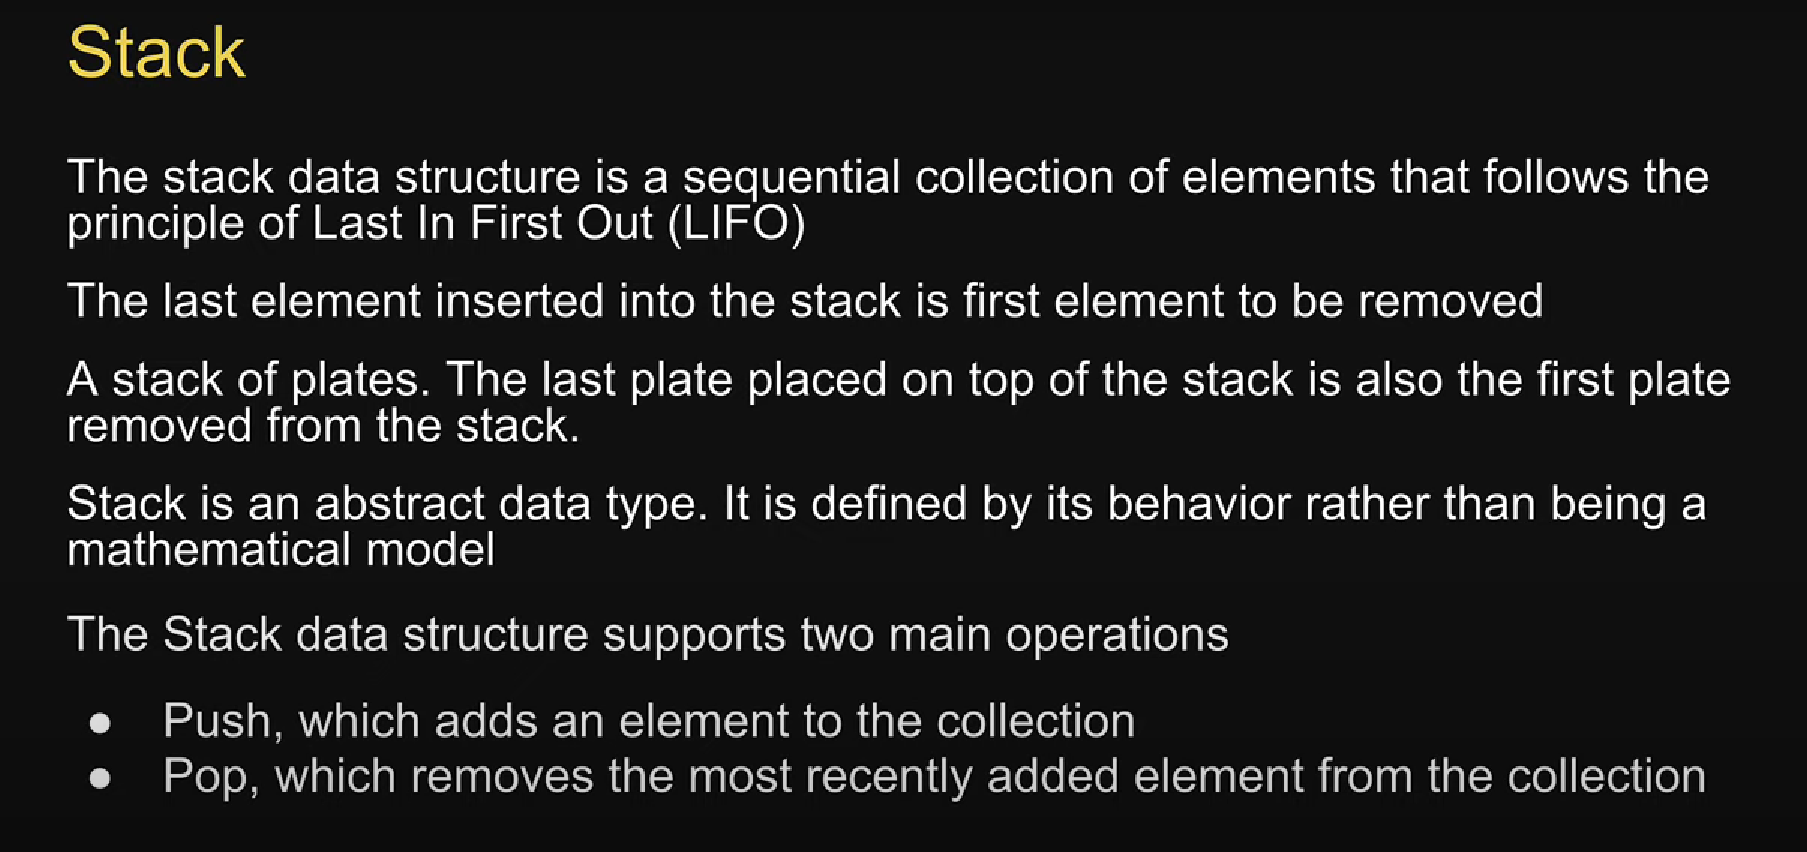 Stack
The stack data structure is a sequential collection of elements that follows the
principle of Last In First Out (LIFO)
The last element inserted into the stack is first element to be removed
A stack of plates. The last plate placed on top of the stack is also the first plate
removed from the stack.
Stack is an abstract data type. It is defined by its behavior rather than being a
mathematical model
The Stack data structure supports two main operations
● Push, which adds an element to the collection
● Pop, which removes the most recently added element from the collection